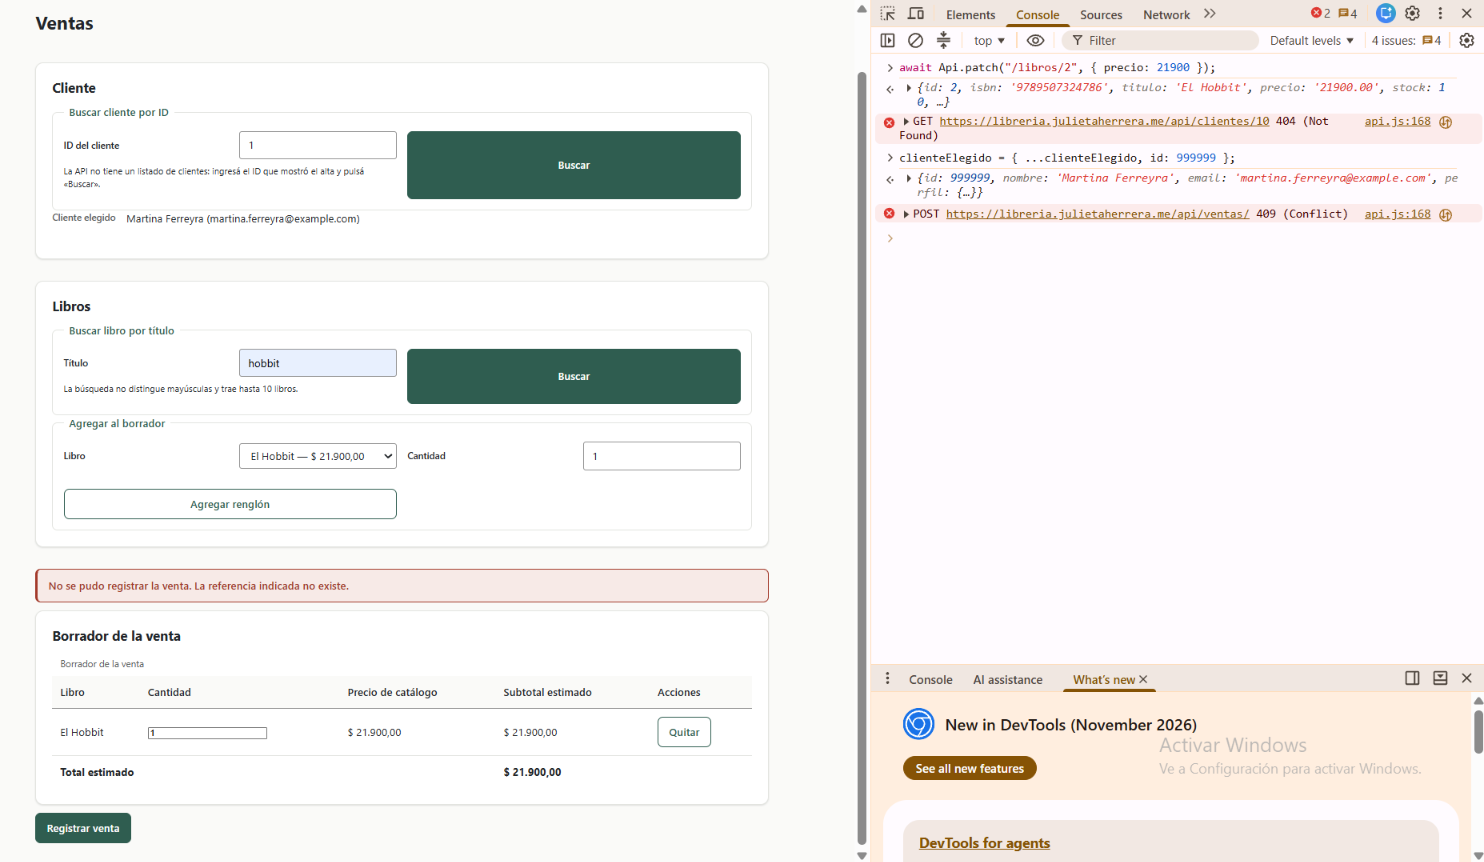 Ventas
Cliente
Buscar cliente por ID
ID del cliente
1
Buscar
La API no tiene un listado de clientes: ingresá el ID que mostró el alta y pulsá
«Buscar».
Cliente elegido Martina Ferreyra (martina.ferreyra@example.com)
Libros
Buscar libro por título
Título
hobbit
Buscar
La búsqueda no distingue mayúsculas y trae hasta 10 libros.
Agregar al borrador
Libro
El Hobbit — $ 21.900,00
Cantidad
1
Agregar renglón
No se pudo registrar la venta. La referencia indicada no existe.
Borrador de la venta
Borrador de la venta
Libro Cantidad Precio de catálogo Subtotal estimado Acciones
El Hobbit 1 $ 21.900,00 $ 21.900,00 Quitar
Total estimado $ 21.900,00
Registrar venta
Elements Console Sources Network 2 4
top Filter Default levels 4 issues: 4
await Api.patch("/libros/2", { precio: 21900 });
{id: 2, isbn: '9789507324786', titulo: 'El Hobbit', precio: '21900.00', stock: 1
0, …}
GET https://libreria.julietaherrera.me/api/clientes/10 404 (Not api.js:168
Found)
clienteElegido = { ...clienteElegido, id: 999999 };
{id: 999999, nombre: 'Martina Ferreyra', email: 'martina.ferreyra@example.com', pe
rfil: {…}}
POST https://libreria.julietaherrera.me/api/ventas/ 409 (Conflict) api.js:168
Console AI assistance What's new
New in DevTools (November 2026)
See all new features
Activar Windows
Ve a Configuración para activar Windows.
DevTools for agents